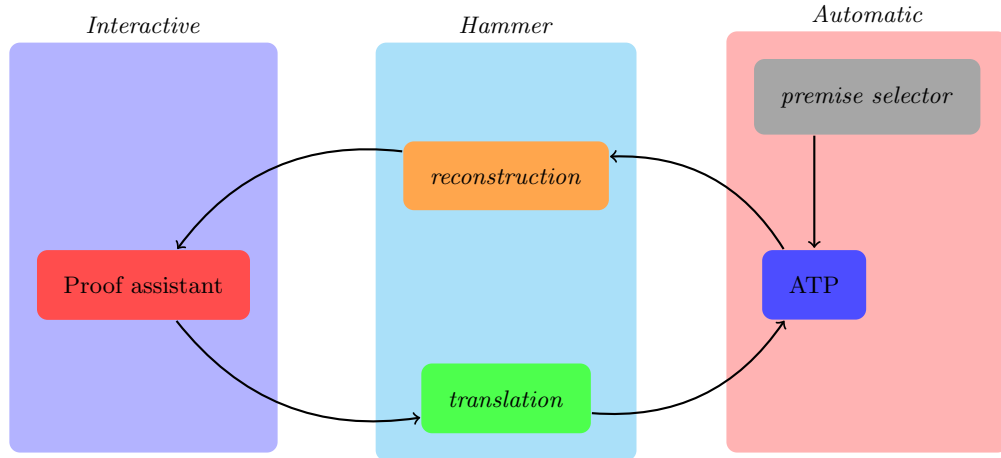 Interactive
Hammer
Automatic
premise selector
reconstruction
Proof assistant
ATP
translation